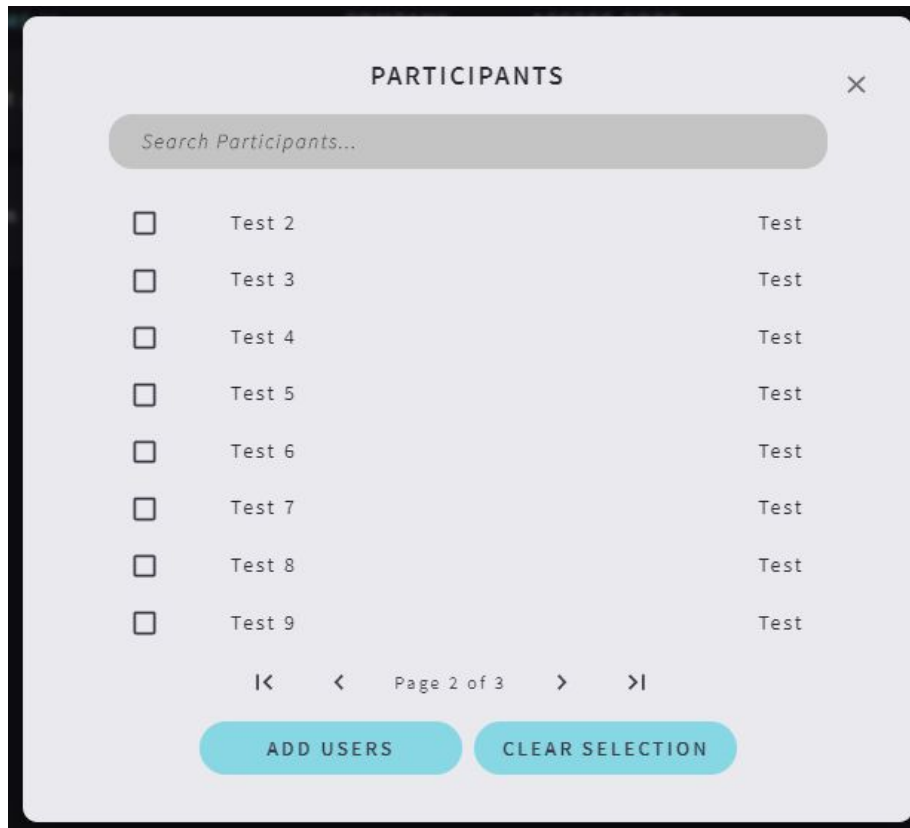 PARTICIPANTS
Search Participants...
Test 2 Test
Test 3 Test
Test 4 Test
Test 5 Test
Test 6 Test
Test 7 Test
Test 8 Test
Test 9 Test
Page 2 of 3
ADD USERS CLEAR SELECTION